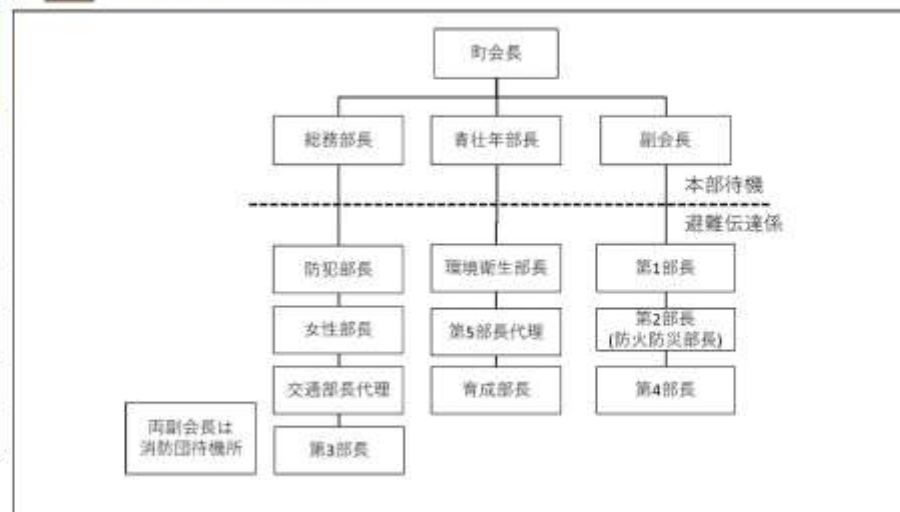 町会長
総務部長
青壮年部長
副会長
本部待機
避難伝達係
防犯部長
環境衛生部長
第1部長
女性部長
第5部長代理
第2部長
(防火防災部長)
交通部長代理
育成部長
第4部長
両副会長は
消防団待機所
第3部長